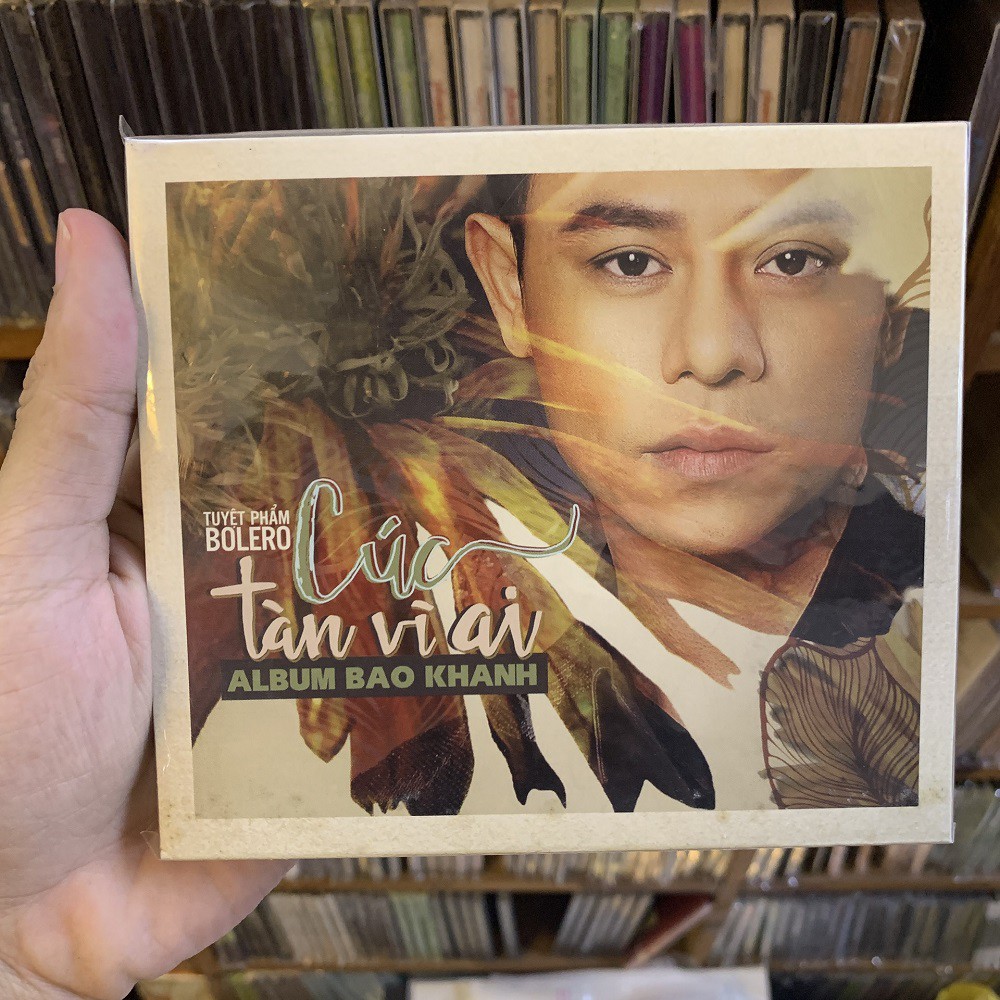 TUYỆT PHẨM
BOLERO
Cúc
tàn vì ai
ALBUM BAO KHANH